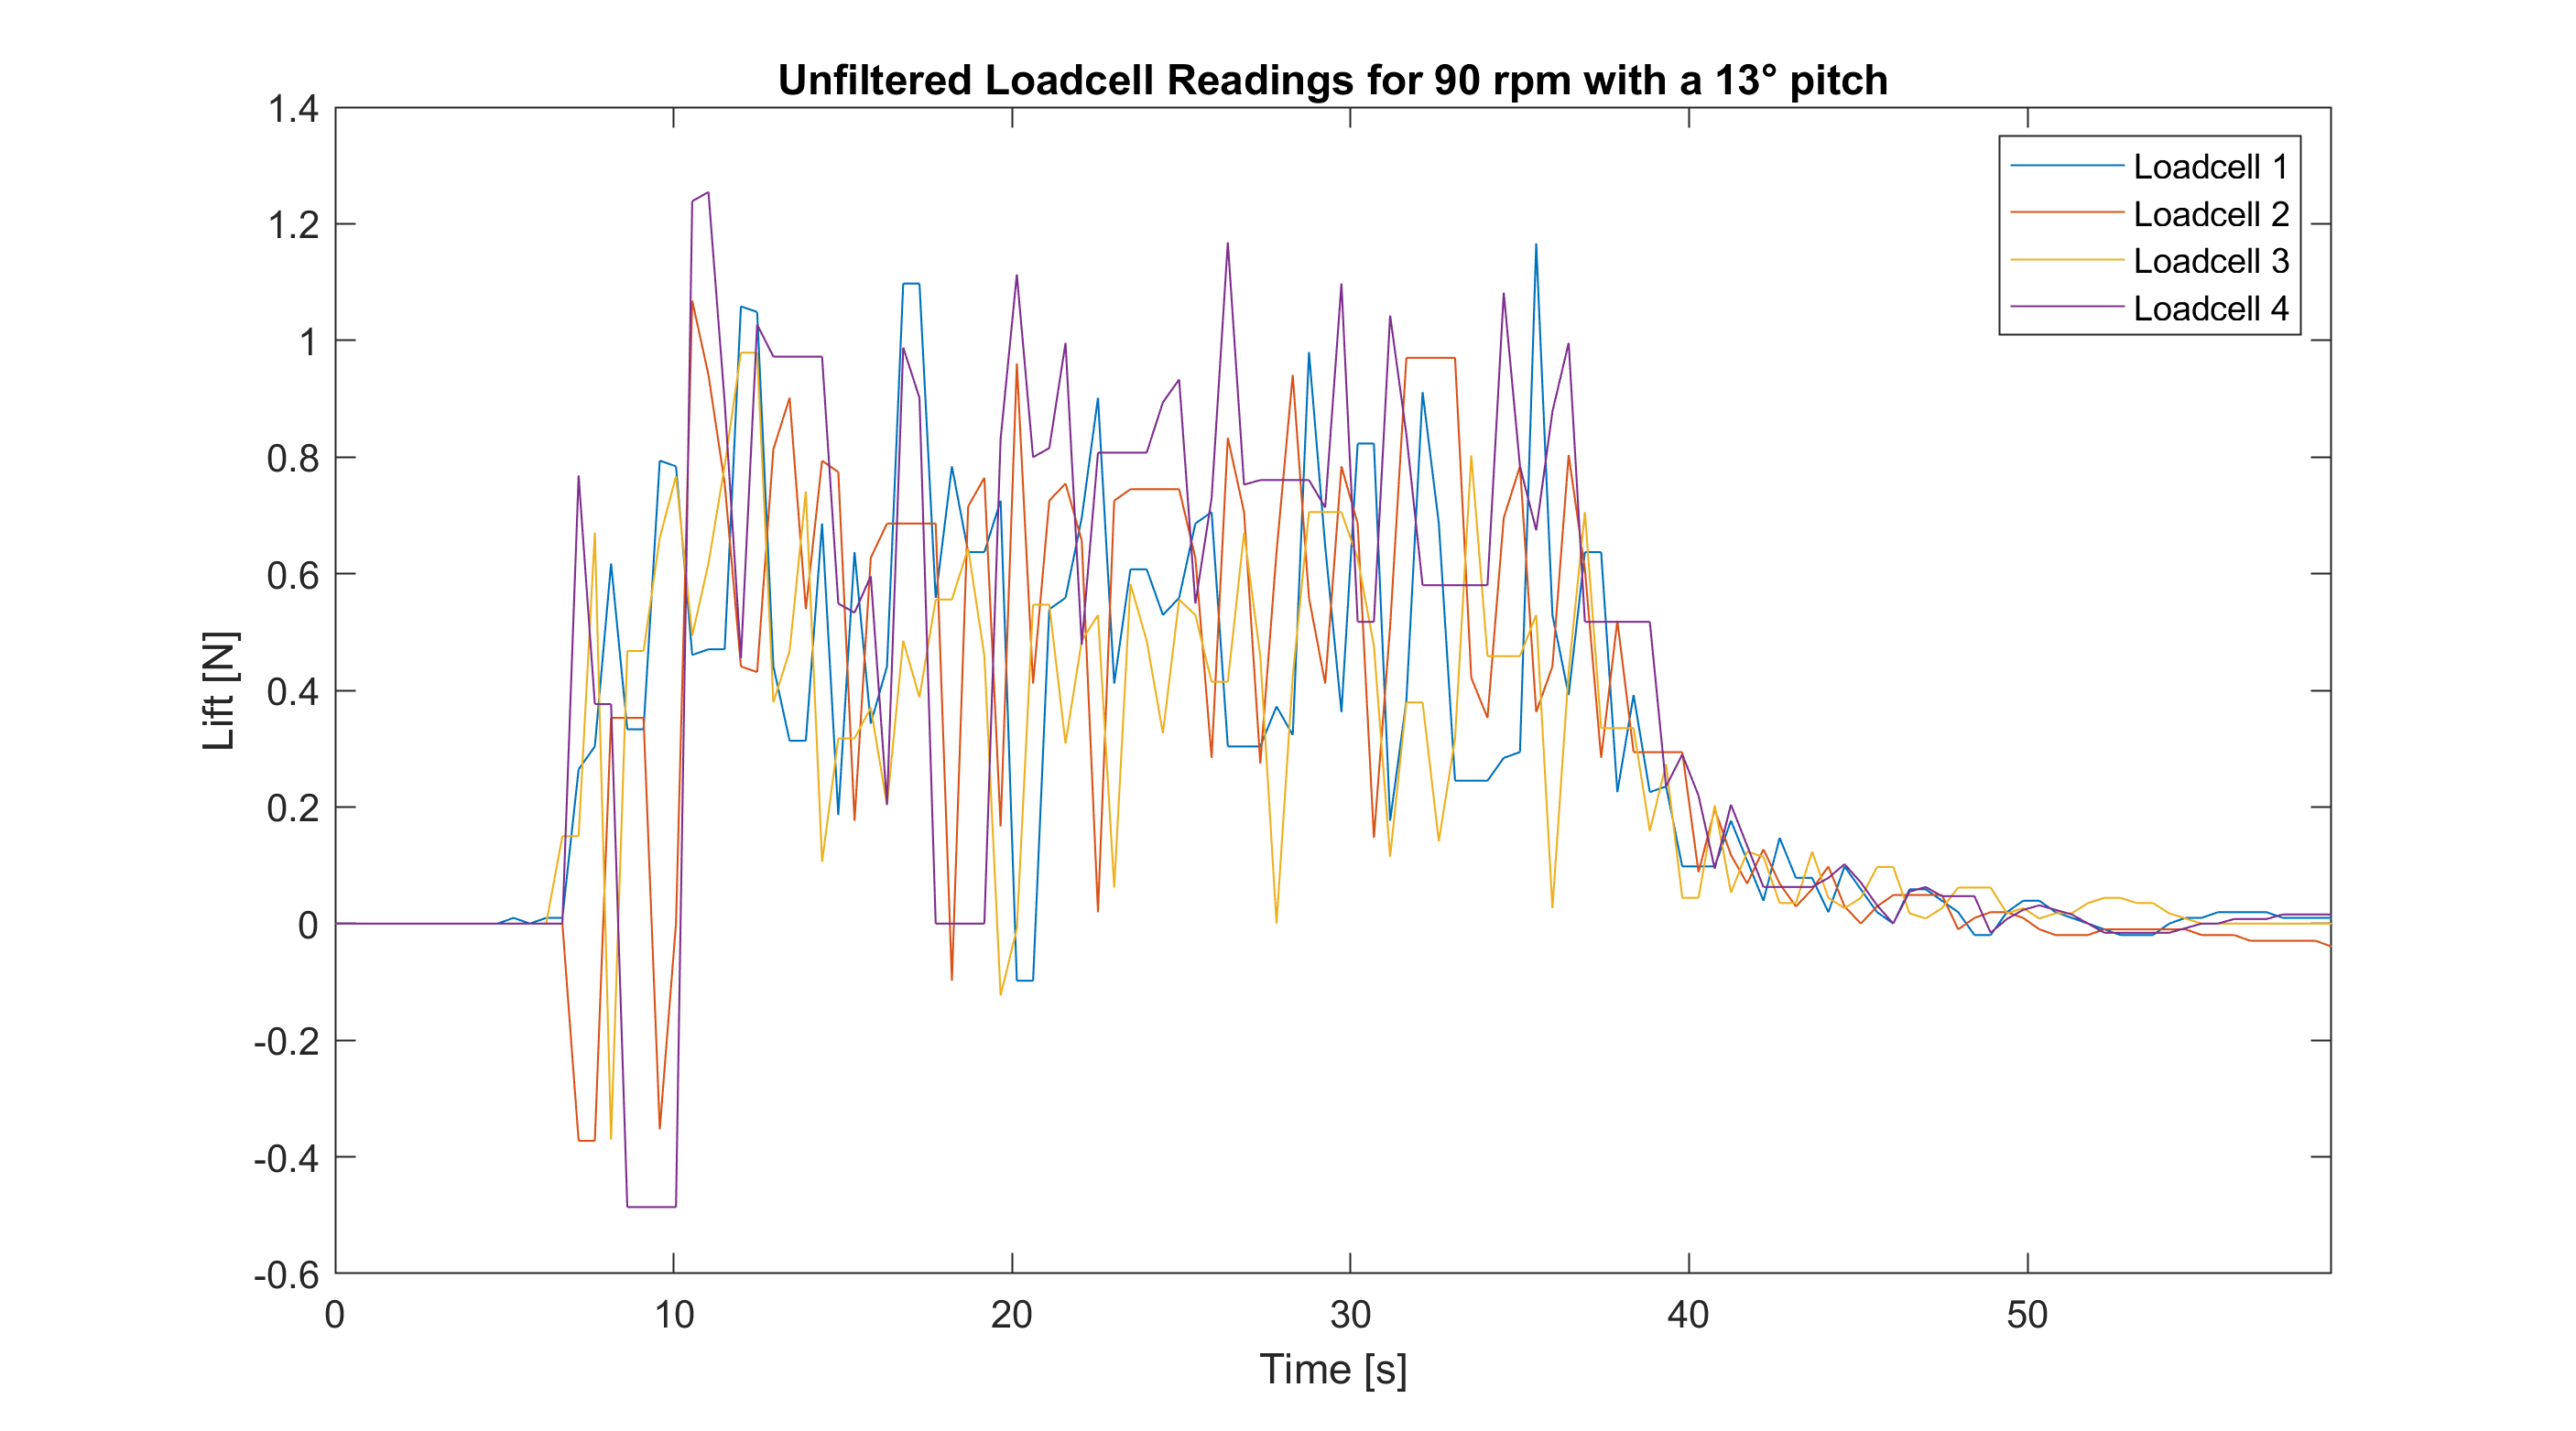 Unfiltered Loadcell Readings for 90 rpm with a 13° pitch
1.4
1.2
1
0.8
0.6
0.4
0.2
0
-0.2
-0.4
-0.6
Lift [N]
Loadcell 1
Loadcell 2
Loadcell 3
Loadcell 4
0 10 20 30 40 50
Time [s]